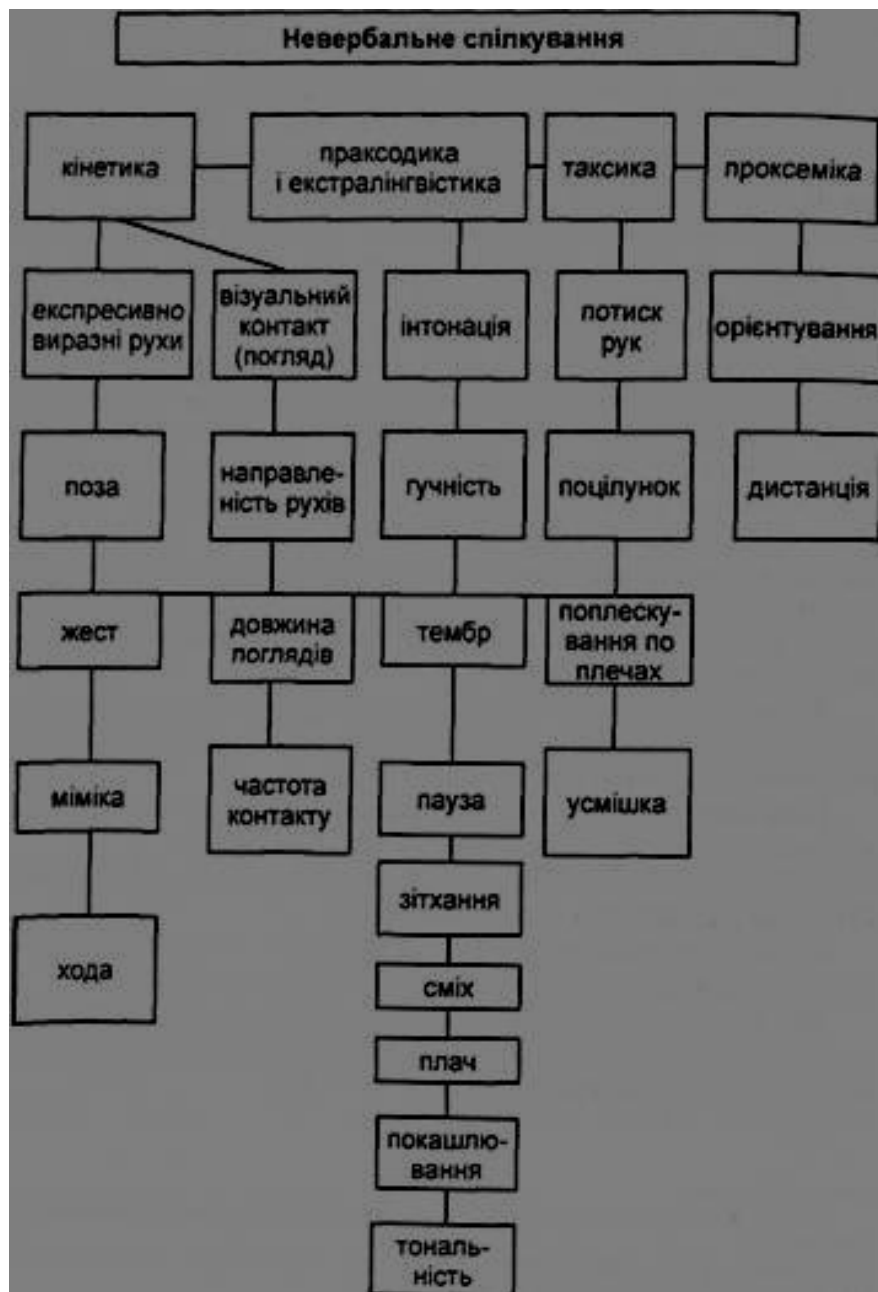 Невербальне спілкування
кінетика
праксодика
і екстралінгвістика
таксика
проксеміка
експресивно
виразні рухи
візуальний
контакт
(погляд)
інтонація
потиск
рук
орієнтування
поза
направле-
ність рухів
гучність
поцілунок
дистанція
жест
довжина
поглядів
тембр
поплеску-
вання по
плечах
міміка
частота
контакту
пауза
усмішка
зітхання
хода
сміх
плач
покашлю-
вання
тональ-
ність